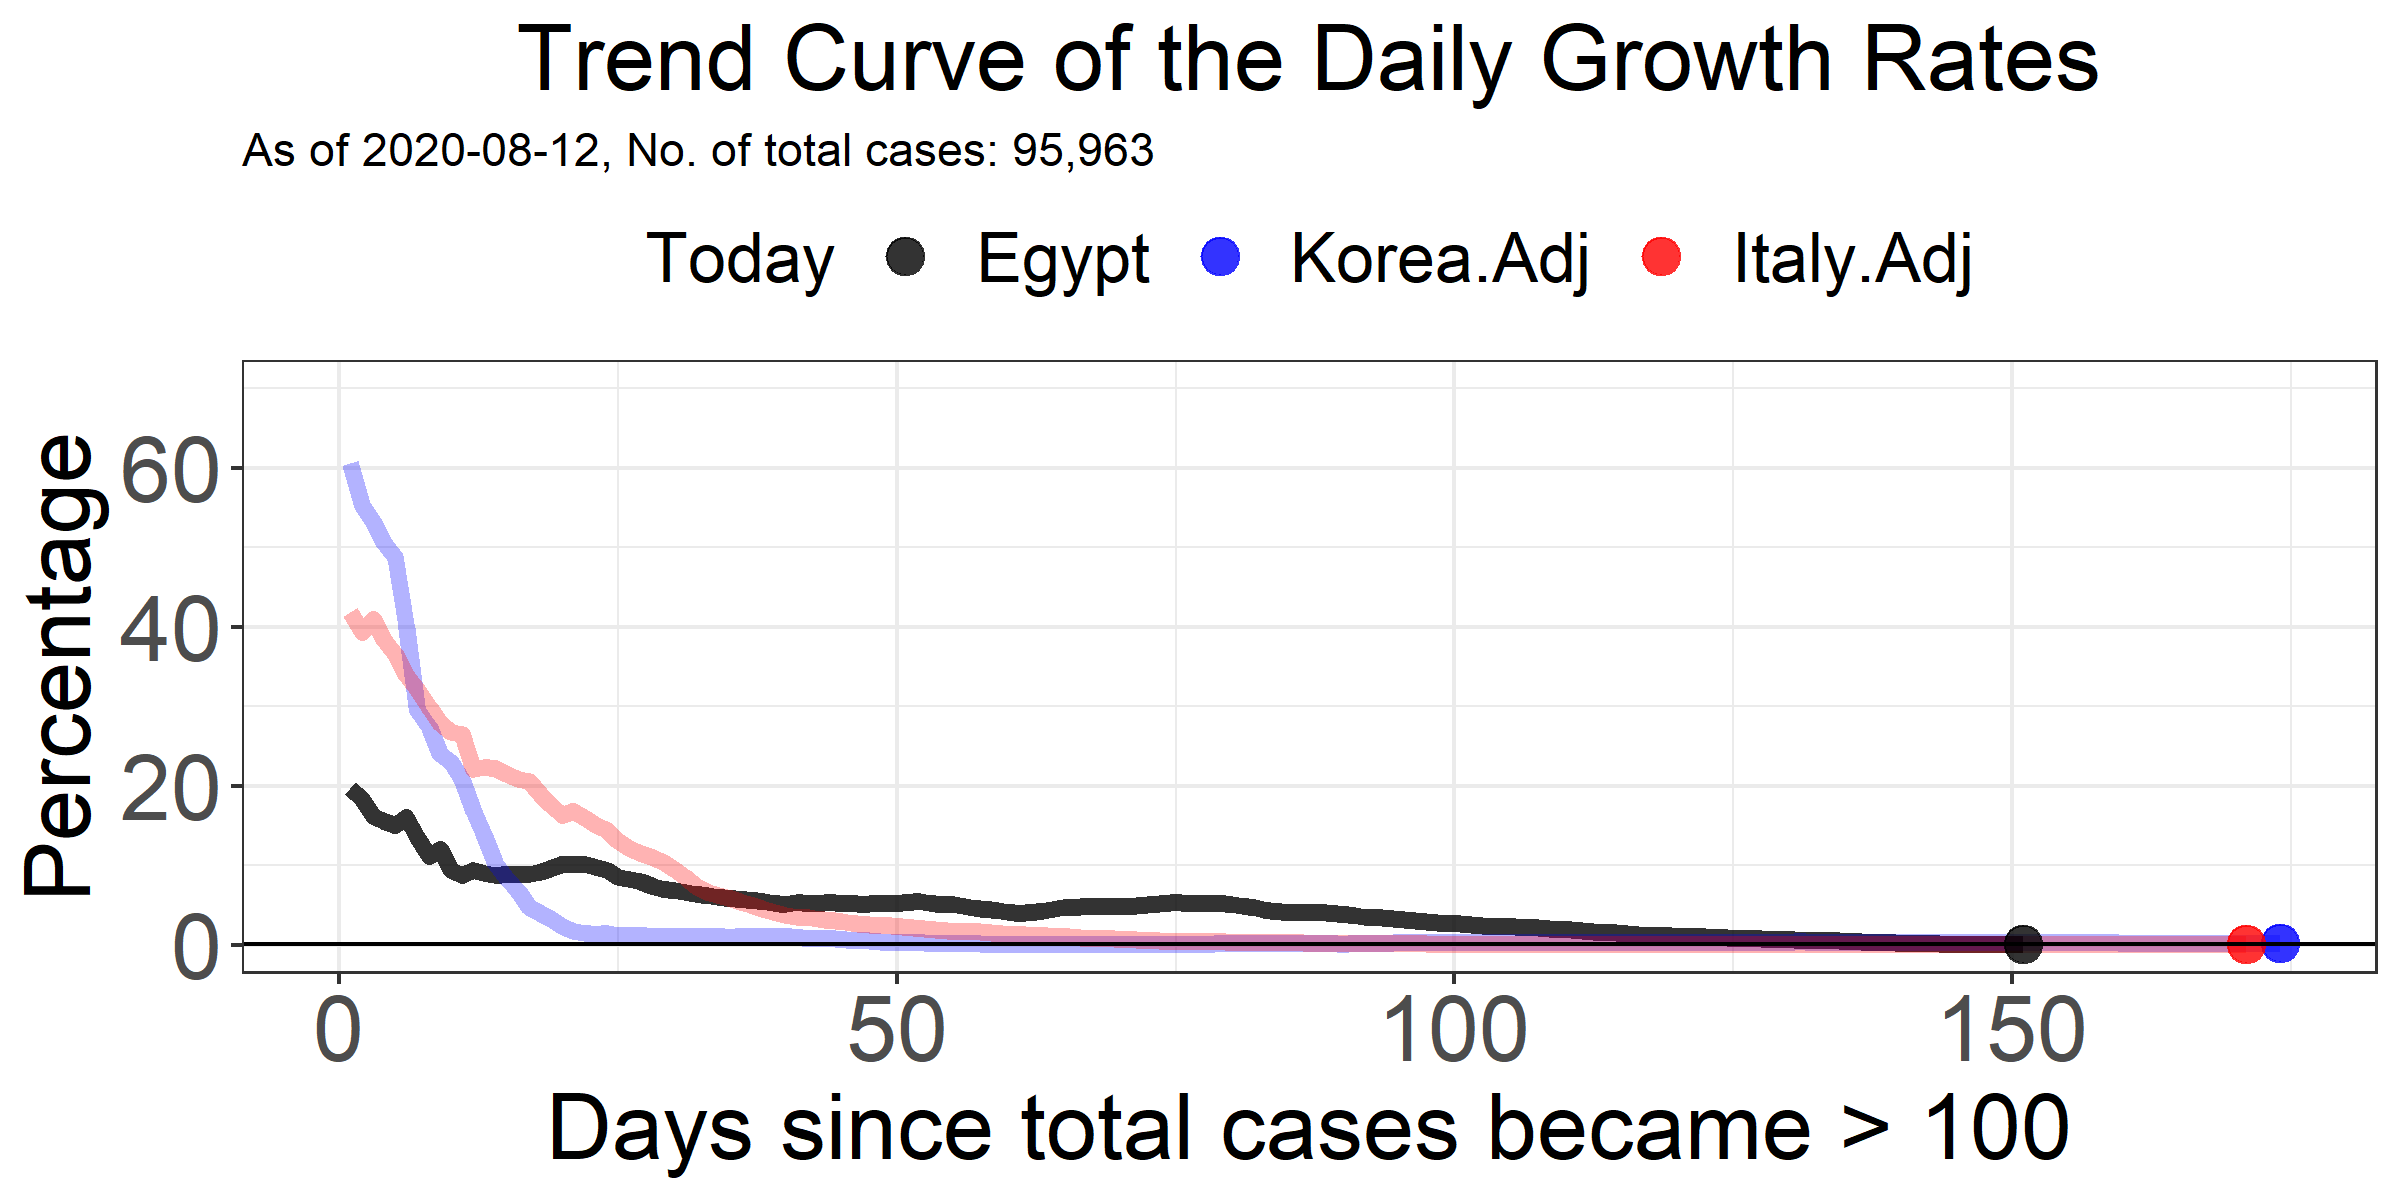 Trend Curve of the Daily Growth Rates
As of 2020-08-12, No. of total cases: 95,963
Today Egypt Korea.Adj Italy.Adj
Percentage
60
40
20
0
0 50 100 150
Days since total cases became > 100